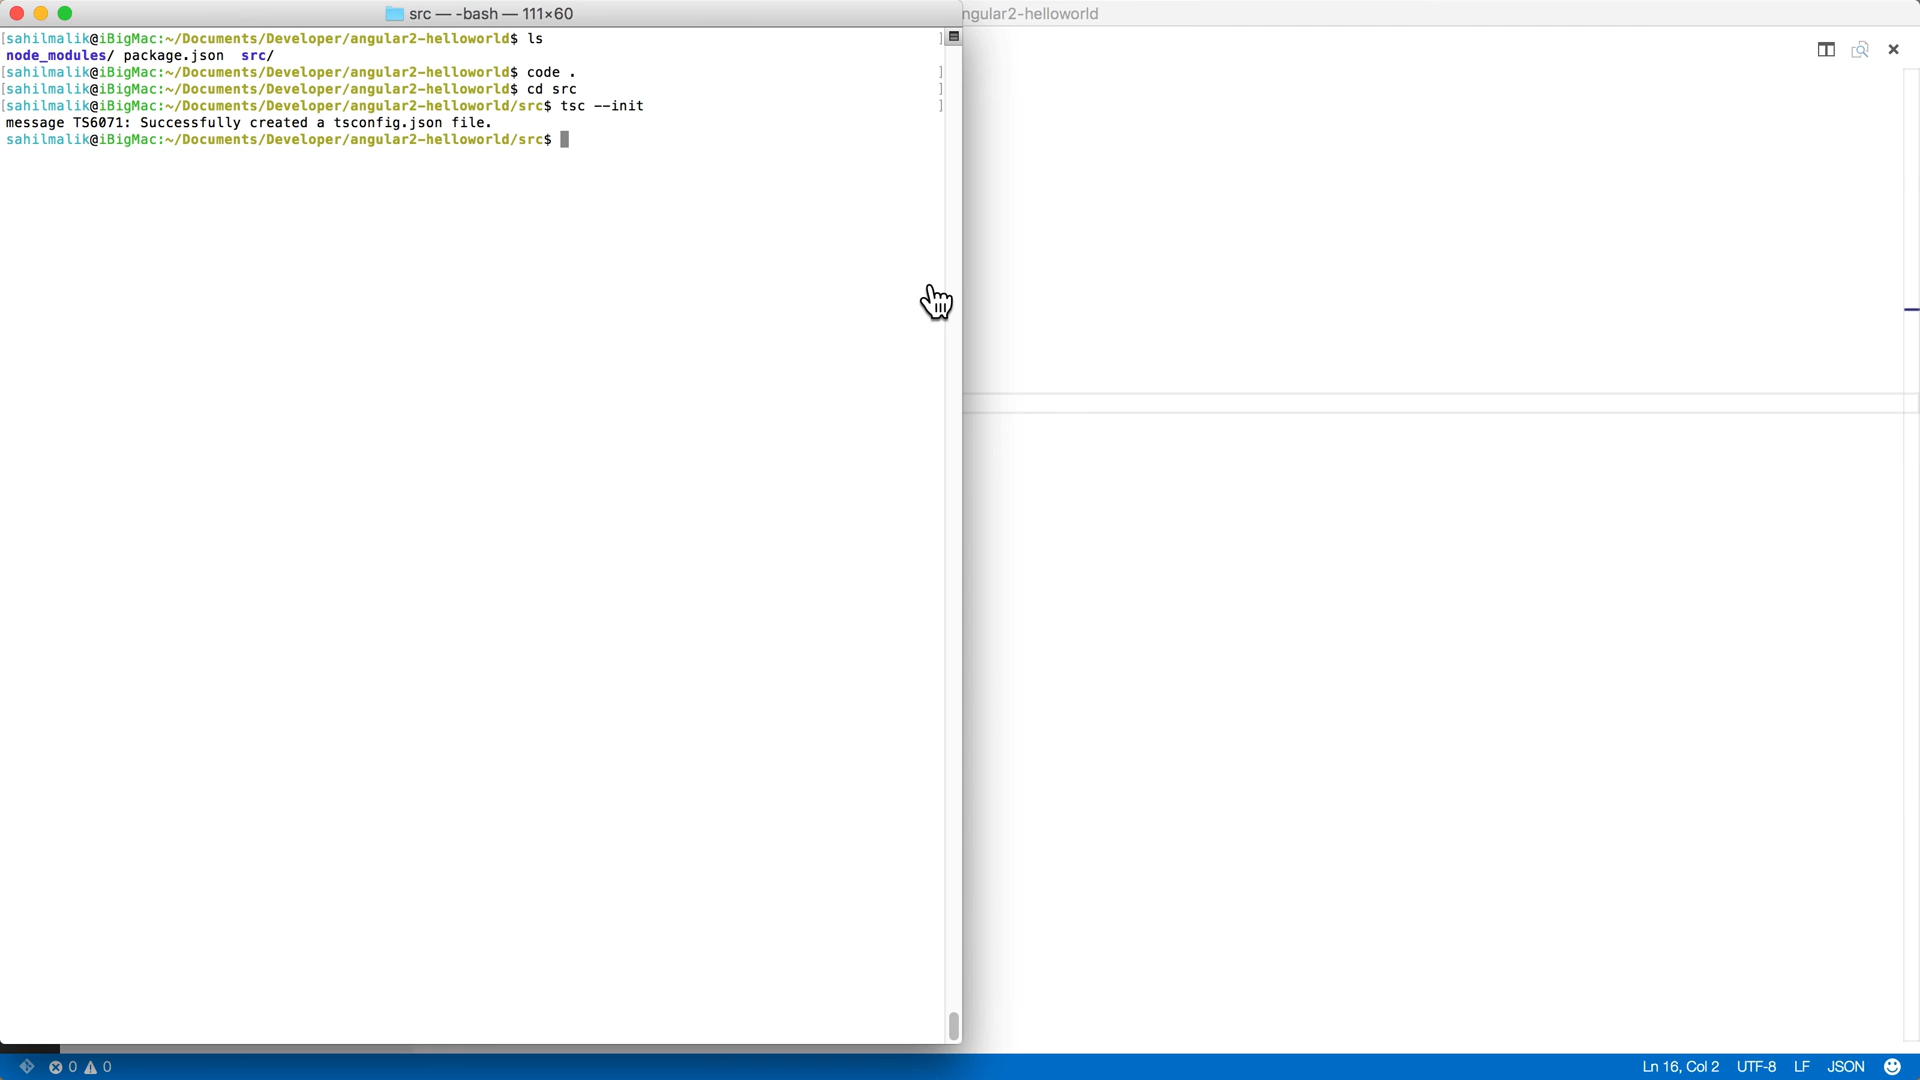 src — -bash — 111×60
ngular2-helloworld
[sahilmalik@iBigMac:~/Documents/Developer/angular2-helloworld$ ls ]
node_modules/ package.json  src/
[sahilmalik@iBigMac:~/Documents/Developer/angular2-helloworld$ code . ]
[sahilmalik@iBigMac:~/Documents/Developer/angular2-helloworld$ cd src ]
[sahilmalik@iBigMac:~/Documents/Developer/angular2-helloworld/src$ tsc --init ]
message TS6071: Successfully created a tsconfig.json file.
sahilmalik@iBigMac:~/Documents/Developer/angular2-helloworld/src$
0 0 Ln 16, Col 2 UTF-8 LF JSON